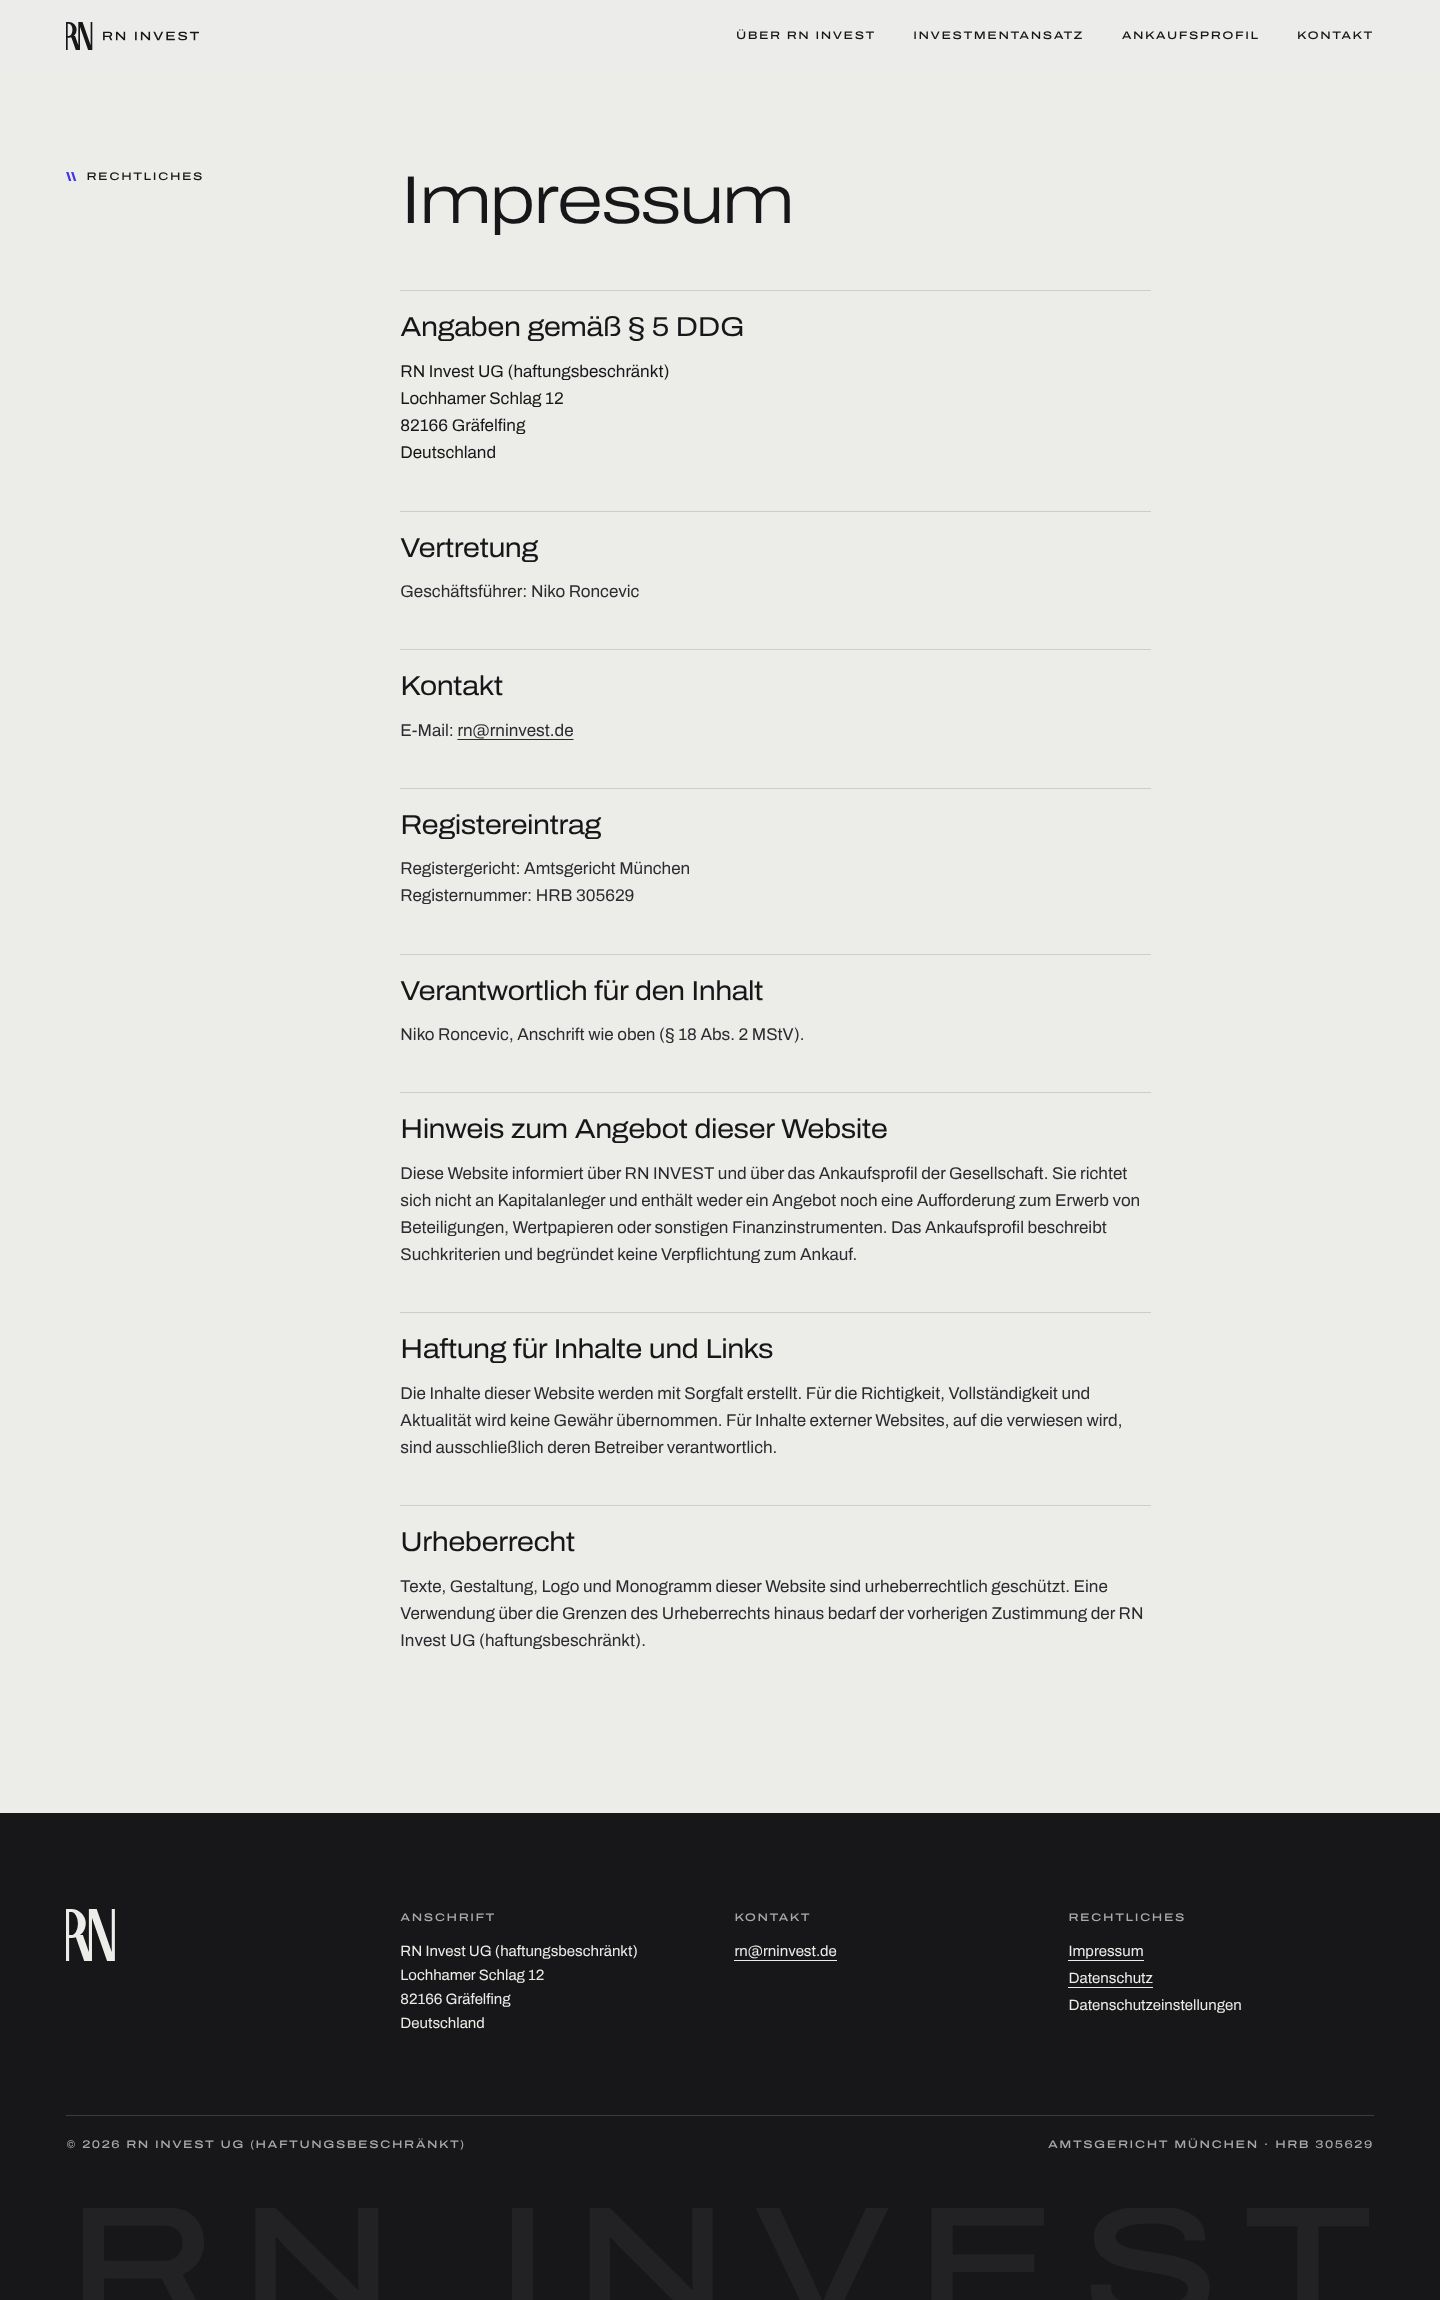 RN RN INVEST
ÜBER RN INVEST INVESTMENTANSATZ ANKAUFSPROFIL KONTAKT
\\ RECHTLICHES
Impressum
Angaben gemäß § 5 DDG
RN Invest UG (haftungsbeschränkt)
Lochhamer Schlag 12
82166 Gräfelfing
Deutschland
Vertretung
Geschäftsführer: Niko Roncevic
Kontakt
E-Mail: rn@rninvest.de
Registereintrag
Registergericht: Amtsgericht München
Registernummer: HRB 305629
Verantwortlich für den Inhalt
Niko Roncevic, Anschrift wie oben (§ 18 Abs. 2 MStV).
Hinweis zum Angebot dieser Website
Diese Website informiert über RN INVEST und über das Ankaufsprofil der Gesellschaft. Sie richtet
sich nicht an Kapitalanleger und enthält weder ein Angebot noch eine Aufforderung zum Erwerb von
Beteiligungen, Wertpapieren oder sonstigen Finanzinstrumenten. Das Ankaufsprofil beschreibt
Suchkriterien und begründet keine Verpflichtung zum Ankauf.
Haftung für Inhalte und Links
Die Inhalte dieser Website werden mit Sorgfalt erstellt. Für die Richtigkeit, Vollständigkeit und
Aktualität wird keine Gewähr übernommen. Für Inhalte externer Websites, auf die verwiesen wird,
sind ausschließlich deren Betreiber verantwortlich.
Urheberrecht
Texte, Gestaltung, Logo und Monogramm dieser Website sind urheberrechtlich geschützt. Eine
Verwendung über die Grenzen des Urheberrechts hinaus bedarf der vorherigen Zustimmung der RN
Invest UG (haftungsbeschränkt).
RN
ANSCHRIFT
RN Invest UG (haftungsbeschränkt)
Lochhamer Schlag 12
82166 Gräfelfing
Deutschland
KONTAKT
rn@rninvest.de
RECHTLICHES
Impressum
Datenschutz
Datenschutzeinstellungen
© 2026 RN INVEST UG (HAFTUNGSBESCHRÄNKT)
AMTSGERICHT MÜNCHEN · HRB 305629
RN INVEST